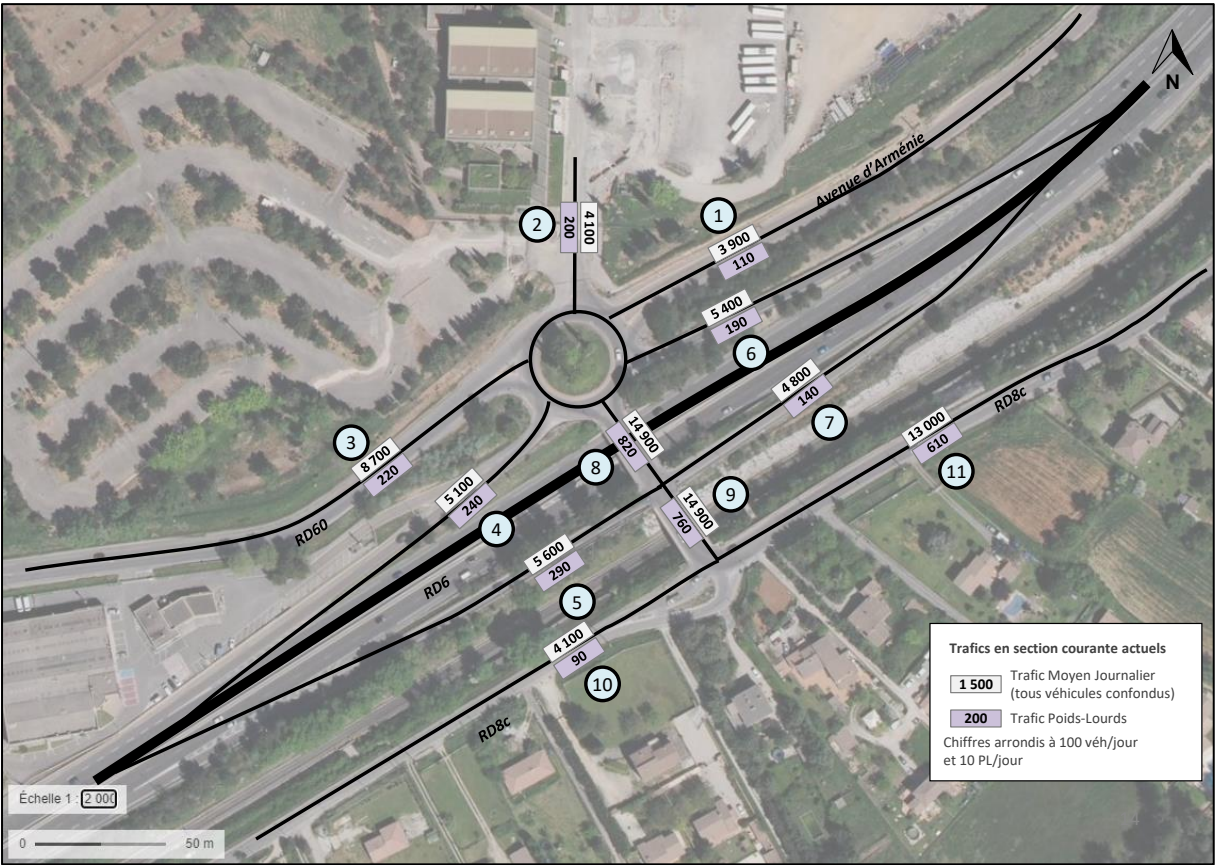 N
Avenue d'Arménie
1
3 900
110
2
200
4 100
5 400
190
6
4 800
140
7
RD8c
13 000
610
11
3
8 700
220
14 900
820
8
9
14 900
760
5 100
240
4
RD60
RD6
5 600
290
5
4 100
90
10
RD8c
Trafics en section courante actuels
1 500
Trafic Moyen Journalier
(tous véhicules confondus)
200
Trafic Poids-Lourds
Chiffres arrondis à 100 véh/jour
et 10 PL/jour
Échelle 1 : 2 000
0 50 m